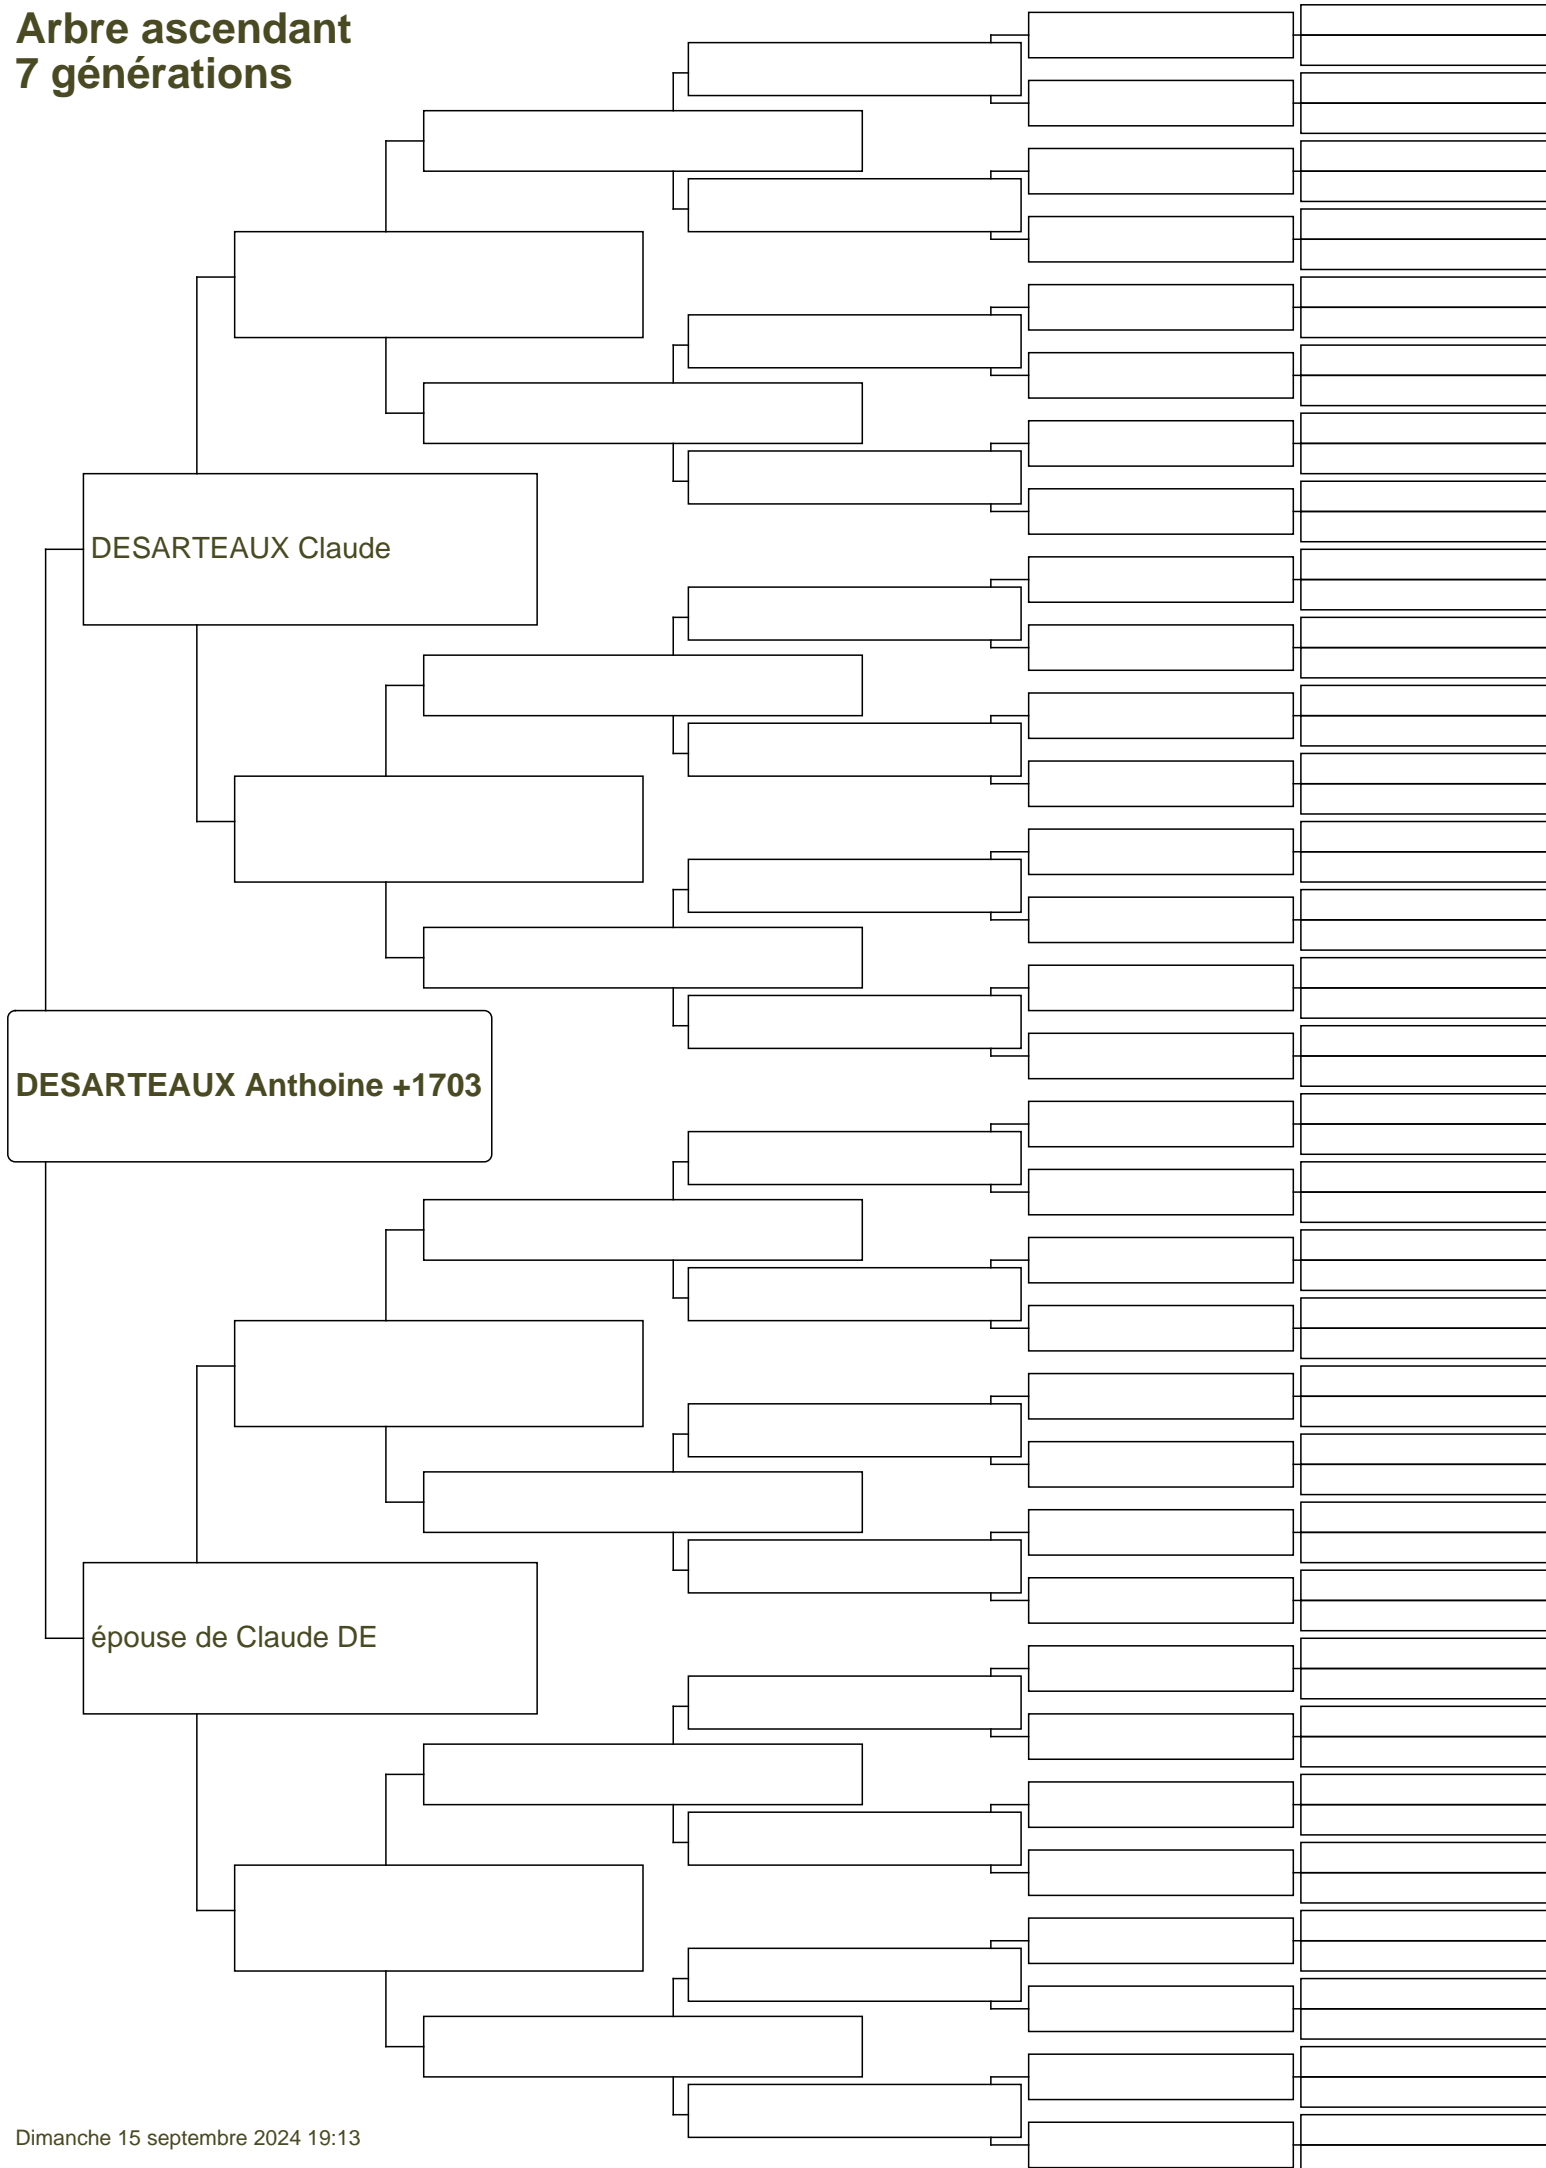 Arbre ascendant
7 générations
DESARTEAUX Claude
DESARTEAUX Anthoine +1703
épouse de Claude DE
Dimanche 15 septembre 2024 19:13